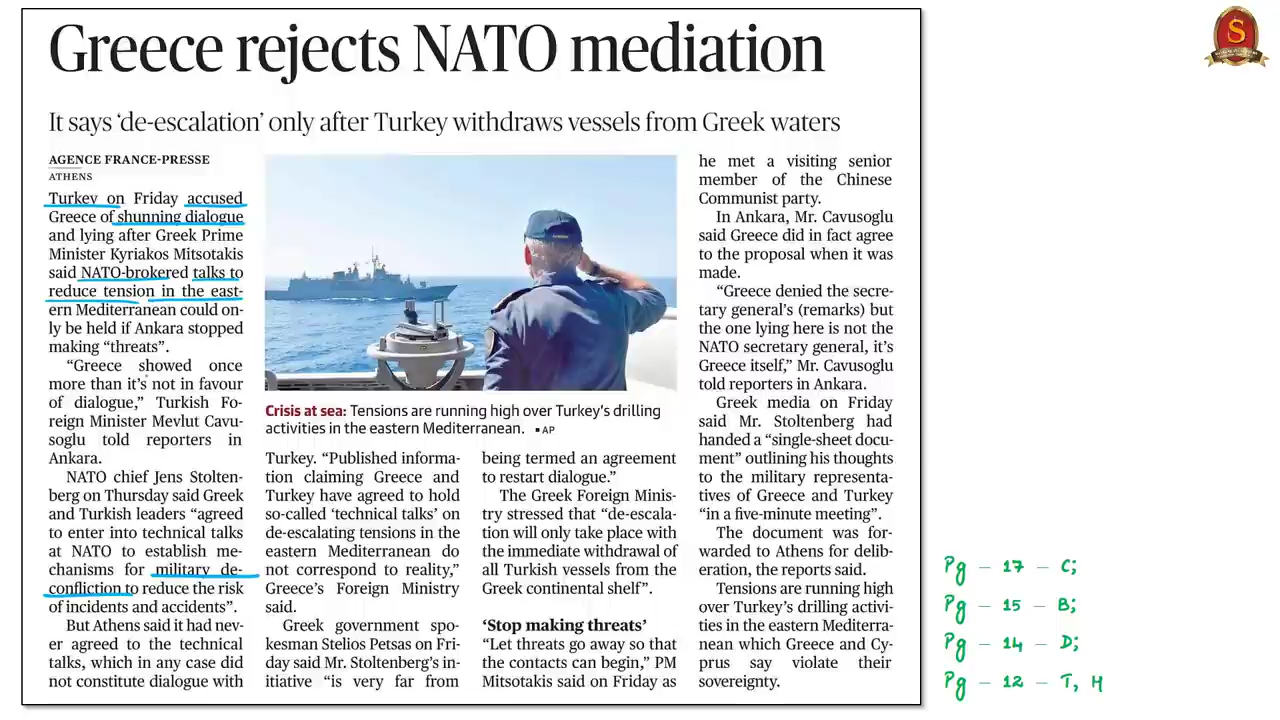 Greece rejects NATO mediation
It says ‘de-escalation’ only after Turkey withdraws vessels from Greek waters
AGENCE FRANCE-PRESSE
ATHENS
Turkey on Friday accused
Greece of shunning dialogue
and lying after Greek Prime
Minister Kyriakos Mitsotakis
said NATO-brokered talks to
reduce tension in the east-
ern Mediterranean could on-
ly be held if Ankara stopped
making “threats”.
“Greece showed once
more than it’s not in favour
of dialogue,” Turkish Fo-
reign Minister Mevlut Cavu-
soglu told reporters in
Ankara.
NATO chief Jens Stolten-
berg on Thursday said Greek
and Turkish leaders “agreed
to enter into technical talks
at NATO to establish me-
chanisms for military de-
confliction to reduce the risk
of incidents and accidents”.
But Athens said it had nev-
er agreed to the technical
talks, which in any case did
not constitute dialogue with
Crisis at sea: Tensions are running high over Turkey’s drilling
activities in the eastern Mediterranean. ▪ AP
Turkey. “Published informa-
tion claiming Greece and
Turkey have agreed to hold
so-called ‘technical talks’ on
de-escalating tensions in the
eastern Mediterranean do
not correspond to reality,”
Greece’s Foreign Ministry
said.
Greek government spo-
kesman Stelios Petsas on Fri-
day said Mr. Stoltenberg’s in-
itiative “is very far from
being termed an agreement
to restart dialogue.”
The Greek Foreign Minis-
try stressed that “de-escala-
tion will only take place with
the immediate withdrawal of
all Turkish vessels from the
Greek continental shelf”.
‘Stop making threats’
“Let threats go away so that
the contacts can begin,” PM
Mitsotakis said on Friday as
he met a visiting senior
member of the Chinese
Communist party.
In Ankara, Mr. Cavusoglu
said Greece did in fact agree
to the proposal when it was
made.
“Greece denied the secre-
tary general’s (remarks) but
the one lying here is not the
NATO secretary general, it’s
Greece itself,” Mr. Cavusoglu
told reporters in Ankara.
Greek media on Friday
said Mr. Stoltenberg had
handed a “single-sheet docu-
ment” outlining his thoughts
to the military representa-
tives of Greece and Turkey
“in a five-minute meeting”.
The document was for-
warded to Athens for delib-
eration, the reports said.
Tensions are running high
over Turkey’s drilling activi-
ties in the eastern Mediterra-
nean which Greece and Cy-
prus say violate their
sovereignty.
S
Pg - 17 - C;
Pg - 15 - B;
Pg - 14 - D;
Pg - 12 - T, H